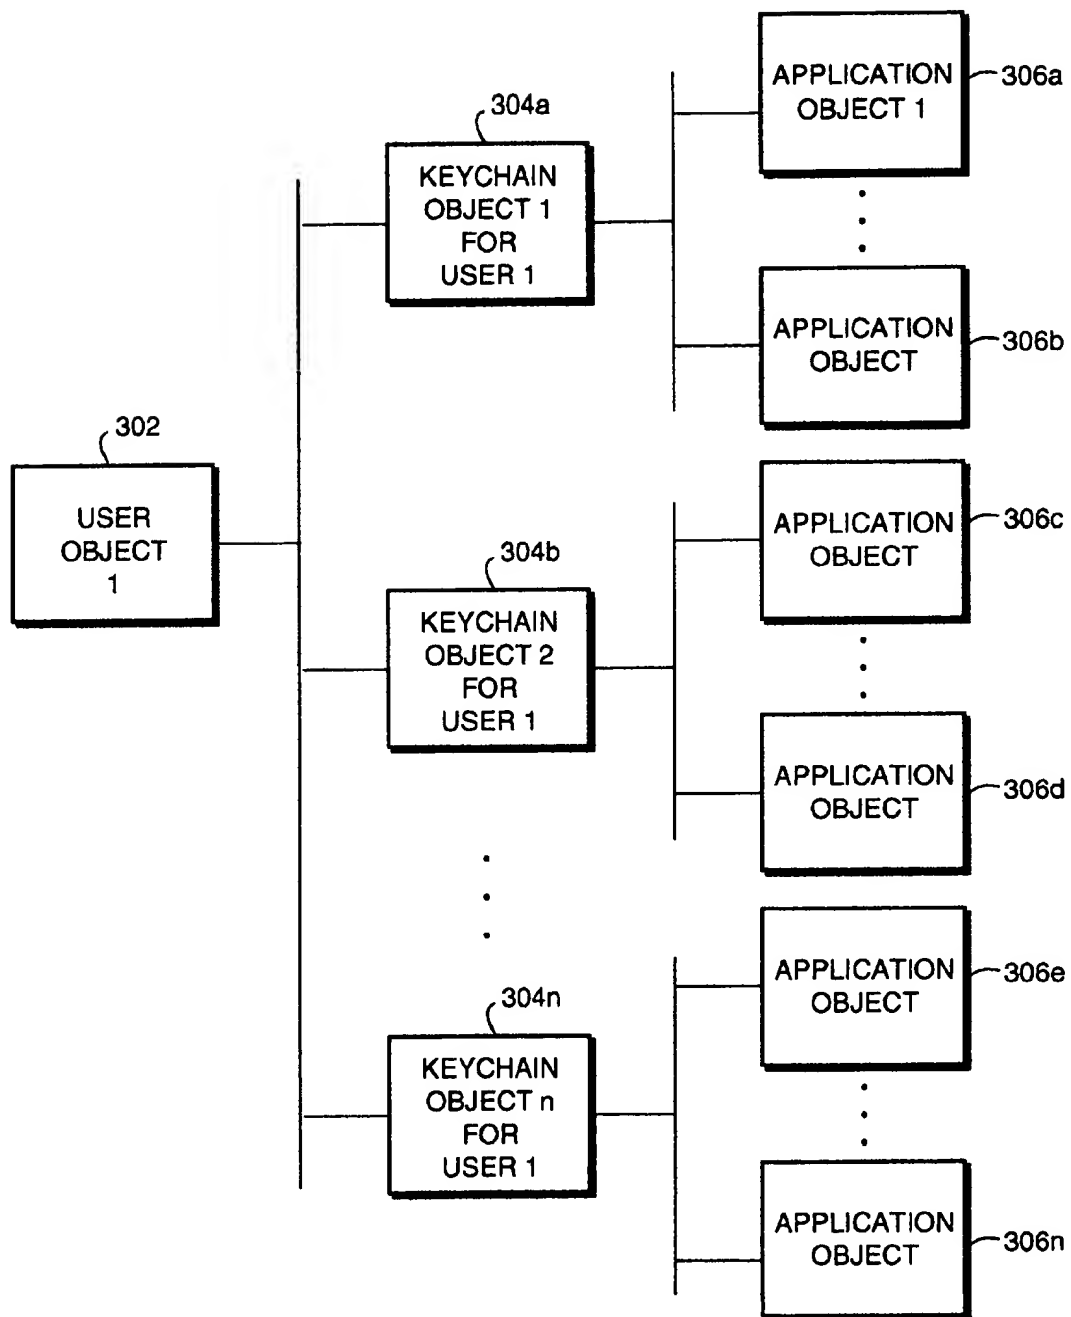 302
USER
OBJECT
1
304a
KEYCHAIN
OBJECT 1
FOR
USER 1
APPLICATION
OBJECT 1
306a
APPLICATION
OBJECT
306b
304b
KEYCHAIN
OBJECT 2
FOR
USER 1
APPLICATION
OBJECT
306c
APPLICATION
OBJECT
306d
304n
KEYCHAIN
OBJECT n
FOR
USER 1
APPLICATION
OBJECT
306e
APPLICATION
OBJECT
306n